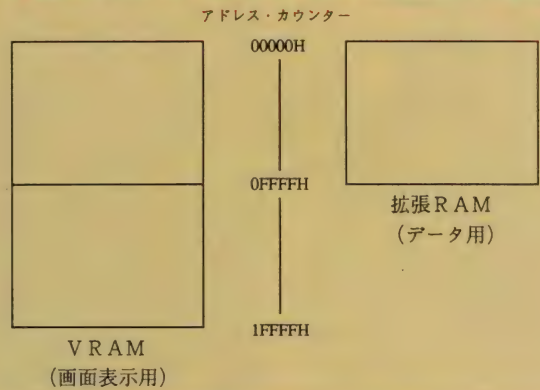 アドレス・カウンター
00000H
0FFFFH
拡張RAM
(データ用)
1FFFFH
VRAM
(画面表示用)